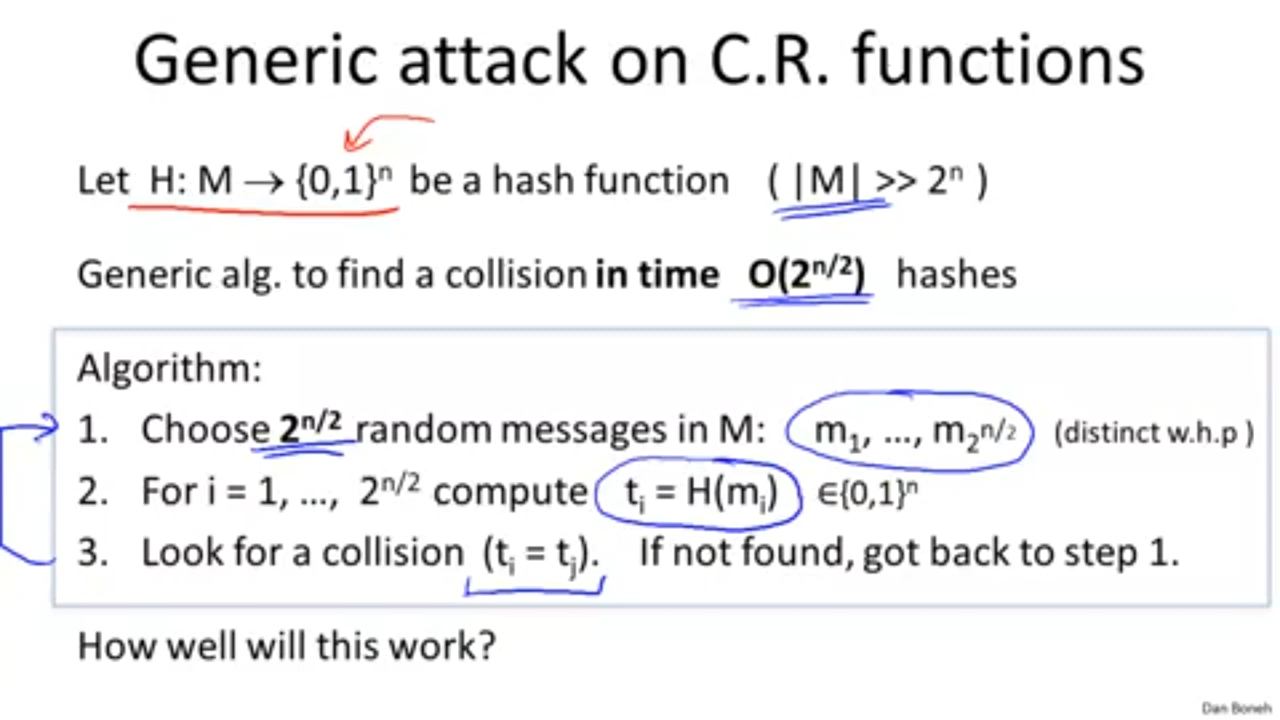 Generic attack on C.R. functions
Let H: M → {0,1}ⁿ be a hash function ( |M| >> 2ⁿ )
Generic alg. to find a collision in time O(2ⁿ/²) hashes
Algorithm:
1. Choose 2ⁿ/² random messages in M: m₁, ..., m₂ⁿ/² (distinct w.h.p )
2. For i = 1, ..., 2ⁿ/² compute tᵢ = H(mᵢ) ∈{0,1}ⁿ
3. Look for a collision (tᵢ = tⱼ). If not found, got back to step 1.
How well will this work?
Dan Boneh